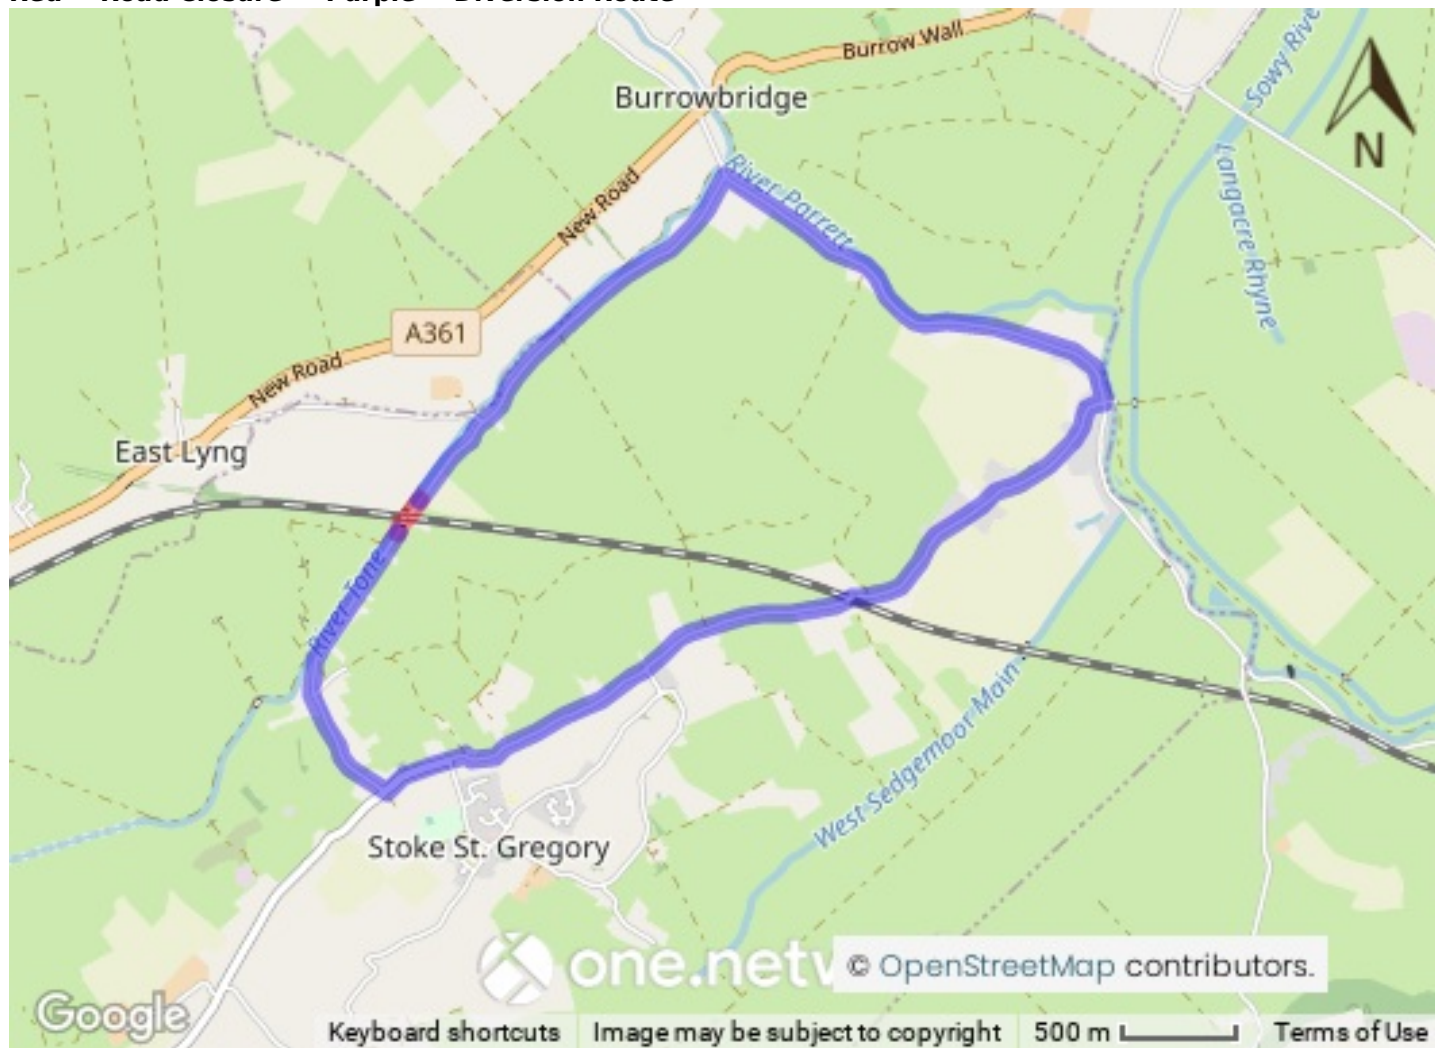 Burrow Wall
Burrowbridge
Sowy Rive
N
Langacre Rhyne
River Parrett
New Road
A361
New Road
East Lyng
River Tone
West Sedgemoor Main
Stoke St. Gregory
one.netw
© OpenStreetMap contributors.
Google
Keyboard shortcuts
Image may be subject to copyright
500 m
Terms of Use